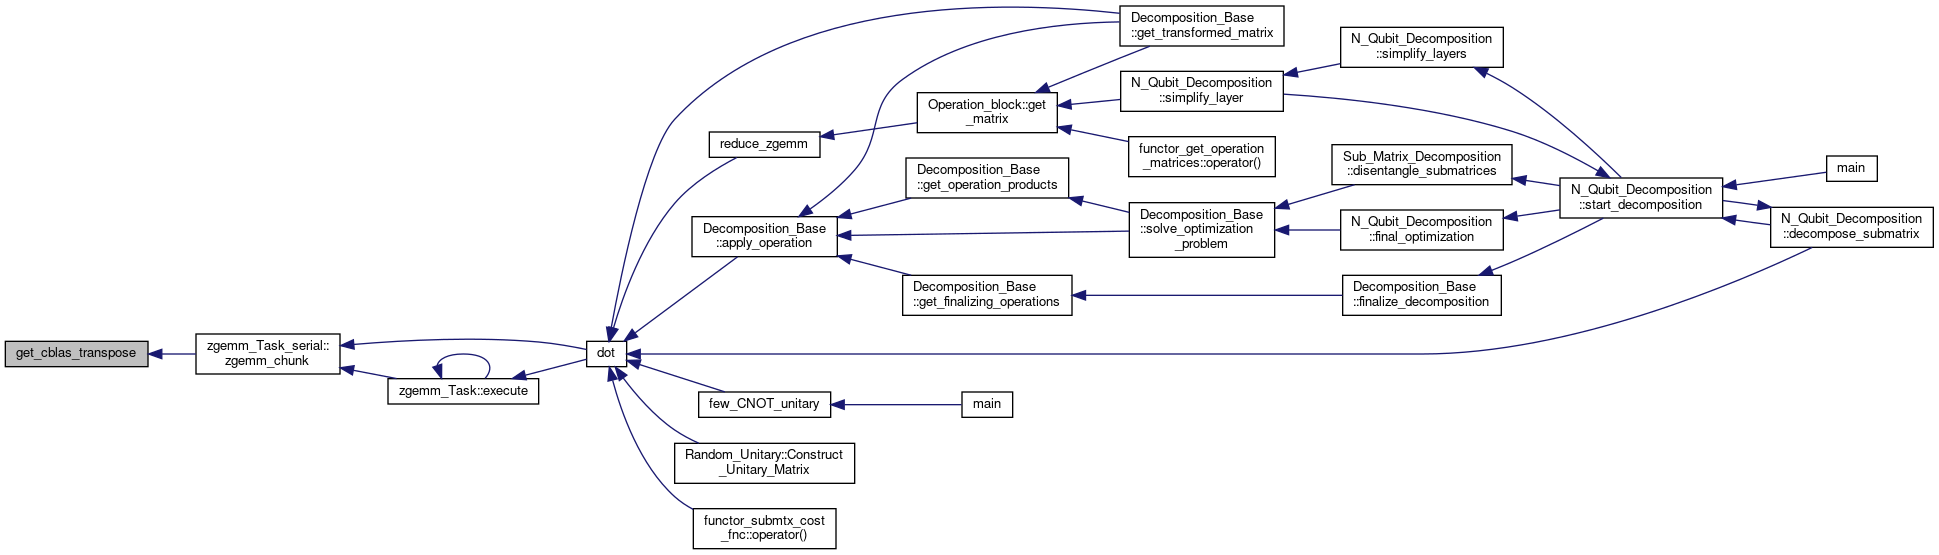 get_cblas_transpose
zgemm_Task_serial::
zgemm_chunk
zgemm_Task::execute
dot
Decomposition_Base
::get_transformed_matrix
reduce_zgemm
Operation_block::get
_matrix
N_Qubit_Decomposition
::simplify_layer
N_Qubit_Decomposition
::simplify_layers
functor_get_operation
_matrices::operator()
Decomposition_Base
::apply_operation
Decomposition_Base
::get_operation_products
Decomposition_Base
::solve_optimization
_problem
Decomposition_Base
::get_finalizing_operations
Sub_Matrix_Decomposition
::disentangle_submatrices
N_Qubit_Decomposition
::final_optimization
Decomposition_Base
::finalize_decomposition
N_Qubit_Decomposition
::start_decomposition
main
N_Qubit_Decomposition
::decompose_submatrix
few_CNOT_unitary
main
Random_Unitary::Construct
_Unitary_Matrix
functor_submtx_cost
_fnc::operator()